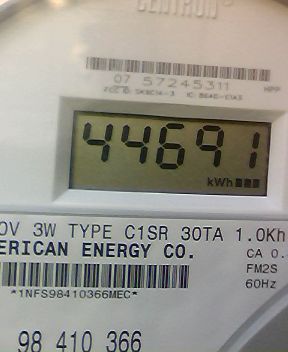 CENTRON®
07 57245311
44691
kWh
0V 3W TYPE C1SR 30TA 1.0Kh
ERICAN ENERGY CO.
CA 0.
FM2S
*1NFS98410366MEC*
60Hz
98 410 366